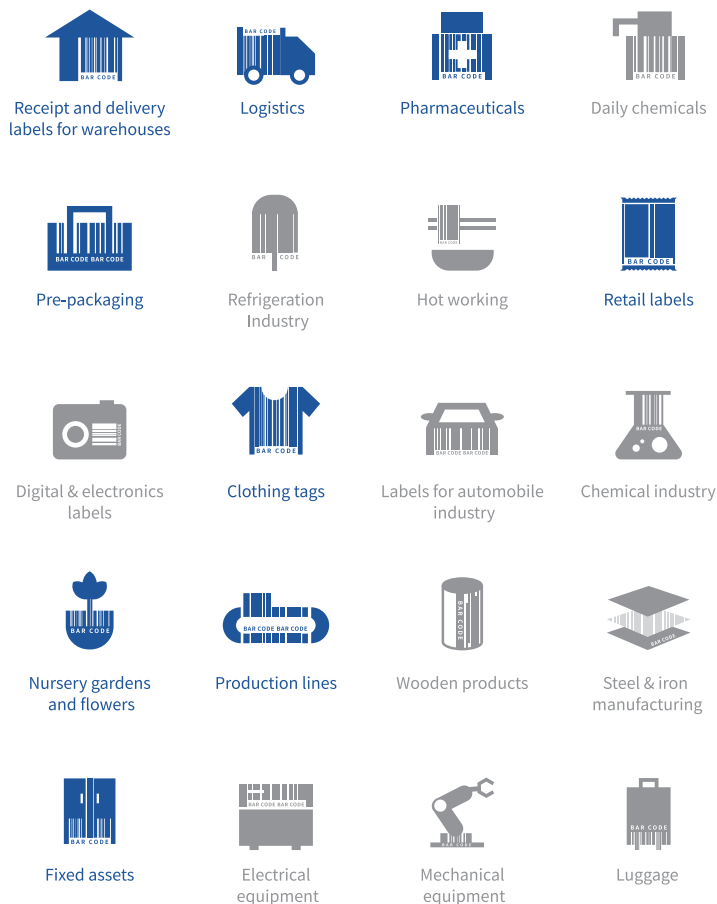 BAR CODE
BAR CODE
BAR CODE
BAR CODE
Receipt and delivery
labels for warehouses
Logistics
Pharmaceuticals
Daily chemicals
BAR CODE BAR CODE
BAR CODE
BAR CODE
BAR CODE
Pre-packaging
Refrigeration
Industry
Hot working
Retail labels
BARCODE
BAR CODE
BAR CODE BAR CODE
BAR CODE
Digital & electronics
labels
Clothing tags
Labels for automobile
industry
Chemical industry
BAR CODE
BAR CODE BAR CODE
BAR CODE
BAR CODE
Nursery gardens
and flowers
Production lines
Wooden products
Steel & iron
manufacturing
BAR CODE
BAR CODE BAR CODE
BAR CODE
BAR CODE
Fixed assets
Electrical
equipment
Mechanical
equipment
Luggage